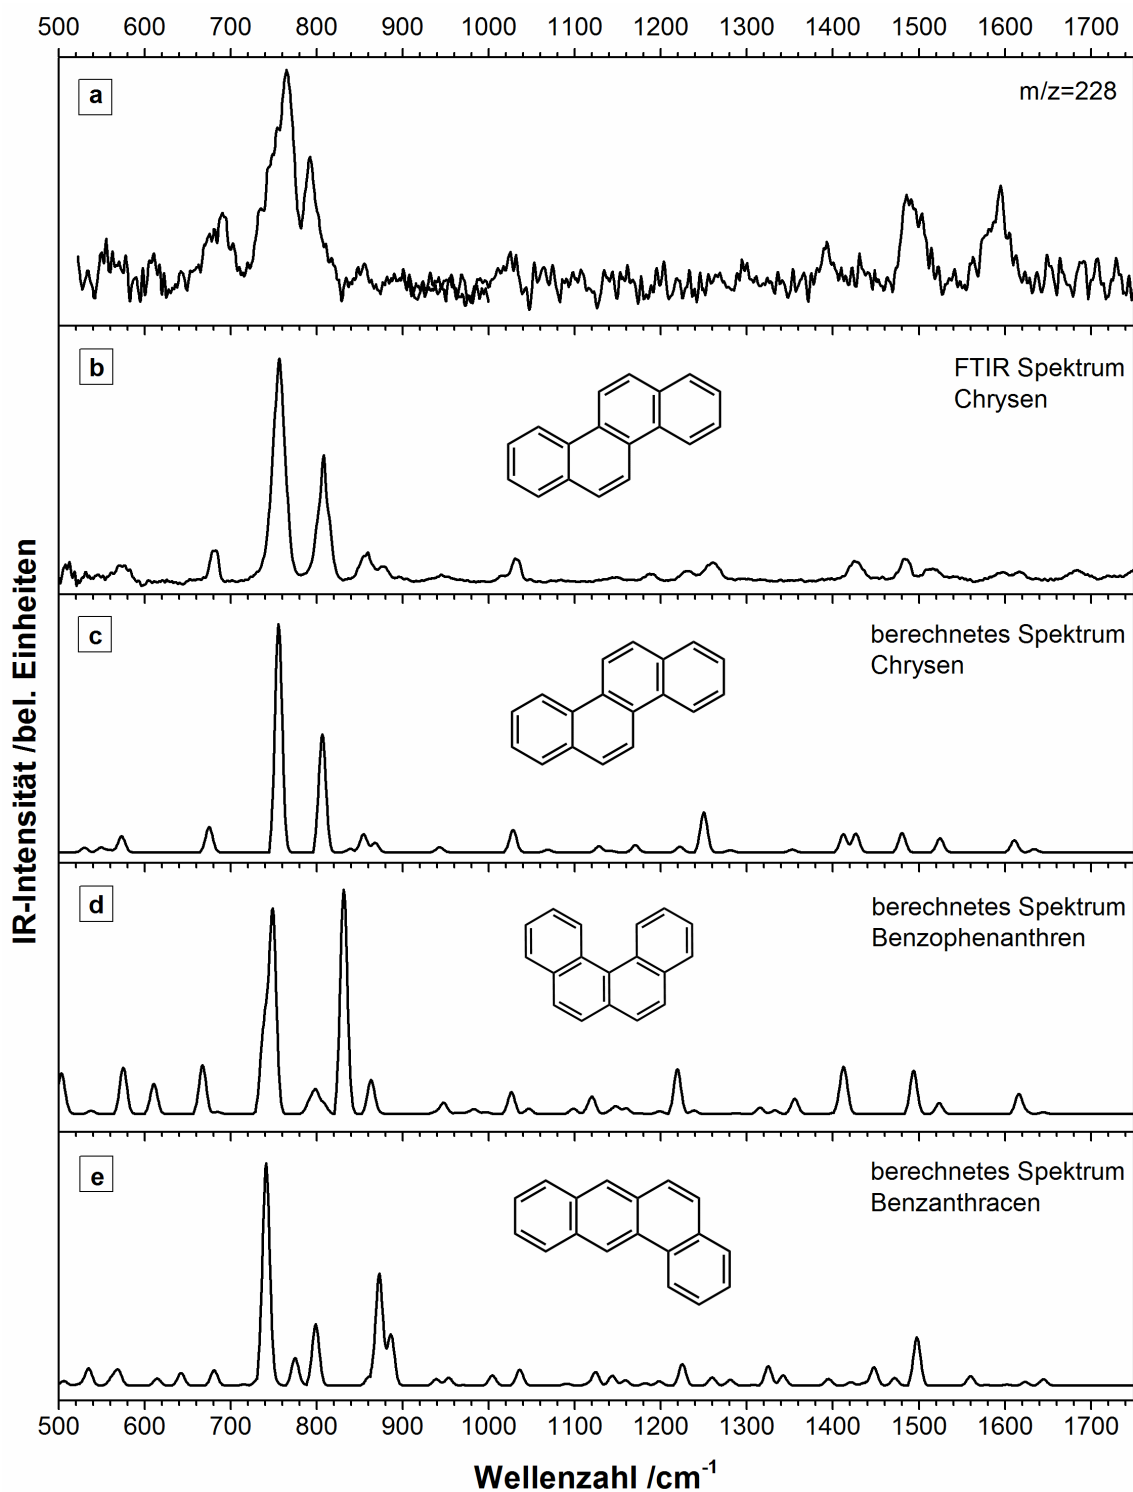 500 600 700 800 900 1000 1100 1200 1300 1400 1500 1600 1700
a
m/z=228
b
FTIR Spektrum
Chrysen
c
berechnetes Spektrum
Chrysen
IR-Intensität /bel. Einheiten
d
berechnetes Spektrum
Benzophenanthren
e
berechnetes Spektrum
Benzanthracen
500 600 700 800 900 1000 1100 1200 1300 1400 1500 1600 1700
Wellenzahl /cm⁻¹